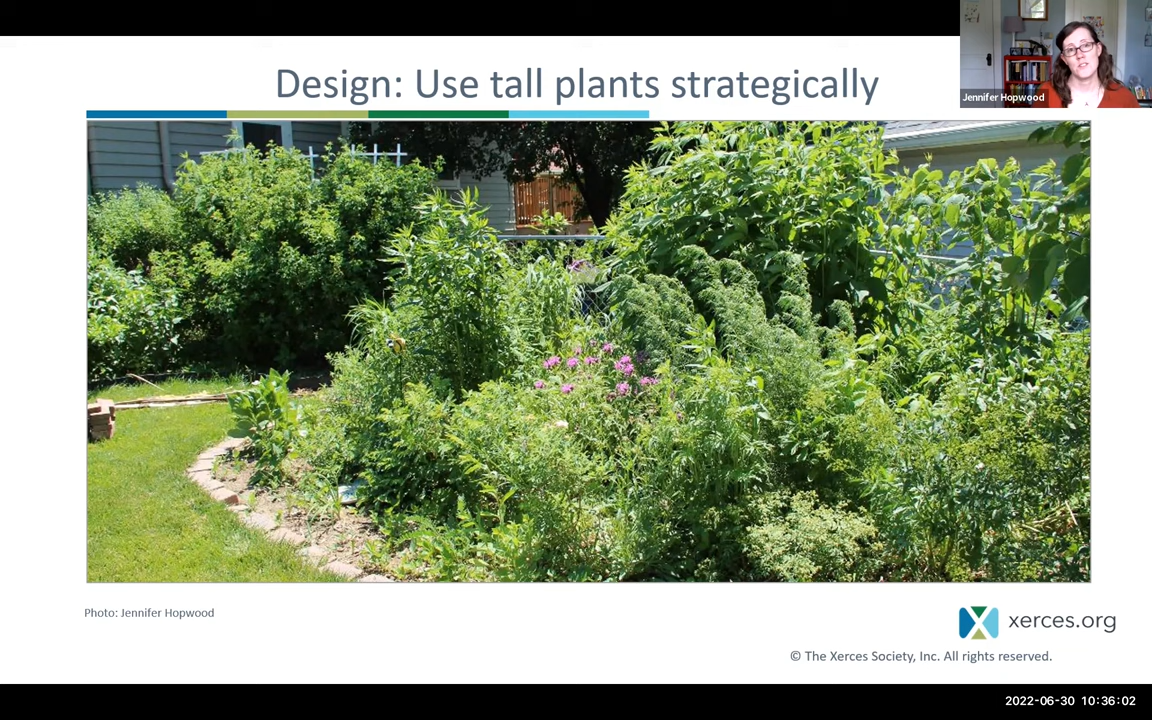 Design: Use tall plants strategically
Jennifer Hopwood
Photo: Jennifer Hopwood
xerces.org
© The Xerces Society, Inc. All rights reserved.
2022-06-30 10:36:02